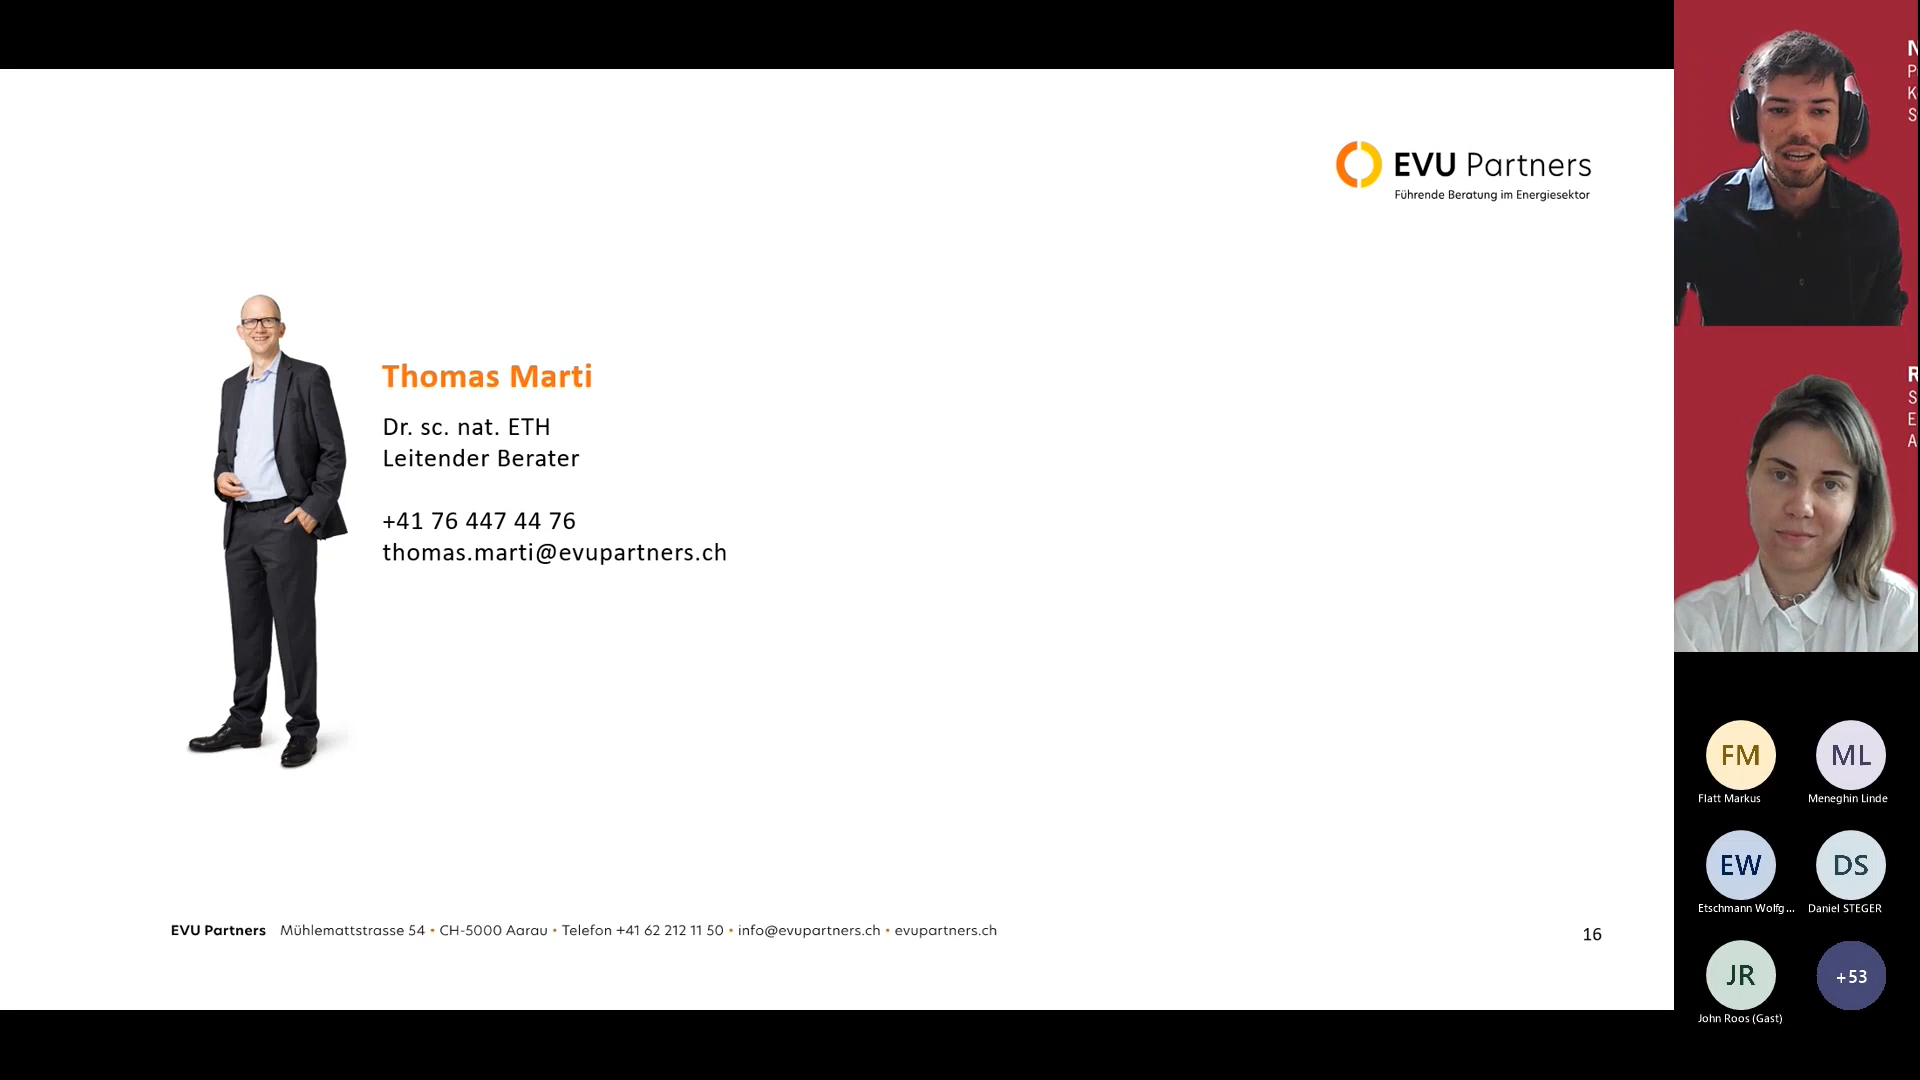 EVU Partners
Führende Beratung im Energiesektor
Thomas Marti
Dr. sc. nat. ETH
Leitender Berater
+41 76 447 44 76
thomas.marti@evupartners.ch
EVU Partners Mühlemattstrasse 54 • CH-5000 Aarau • Telefon +41 62 212 11 50 • info@evupartners.ch • evupartners.ch
16
N
P
K
S
R
S
E
A
FM
Flatt Markus
ML
Meneghin Linde
EW
Etschmann Wolfg...
DS
Daniel STEGER
JR
John Roos (Gast)
+53